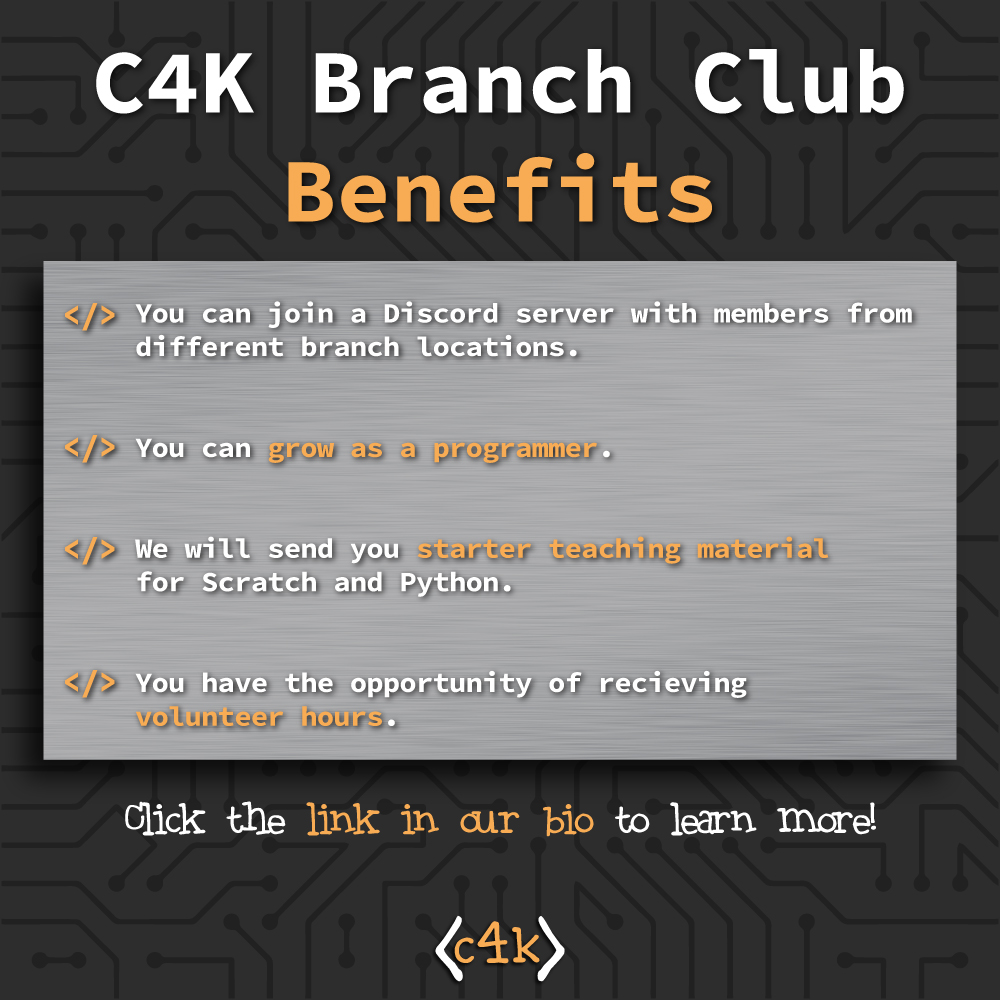 C4K Branch Club
Benefits
</> You can join a Discord server with members from
different branch locations.
</> You can grow as a programmer.
</> We will send you starter teaching material
for Scratch and Python.
</> You have the opportunity of recieving
volunteer hours.
Click the link in our bio to learn more!
<c4k>